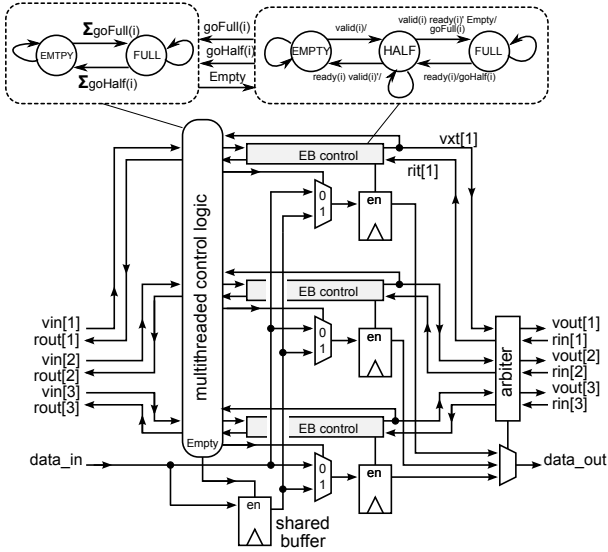 ΣgoFull(i)
EMTPY FULL
ΣgoHalf(i)
goFull(i)
goHalf(i)
Empty
valid(i)/ valid(i) ready(i)' Empty/
goFull(i)
EMPTY HALF FULL
ready(i) valid(i)'/ ready(i)/goHalf(i)
multithreaded control logic
Empty
EB control
vxt[1]
rit[1]
0
1
en
EB control
0
1
en
EB control
0
1
en
vin[1]
rout[1]
vin[2]
rout[2]
vin[3]
rout[3]
data_in
en
shared
buffer
arbiter
vout[1]
rin[1]
vout[2]
rin[2]
vout[3]
rin[3]
data_out